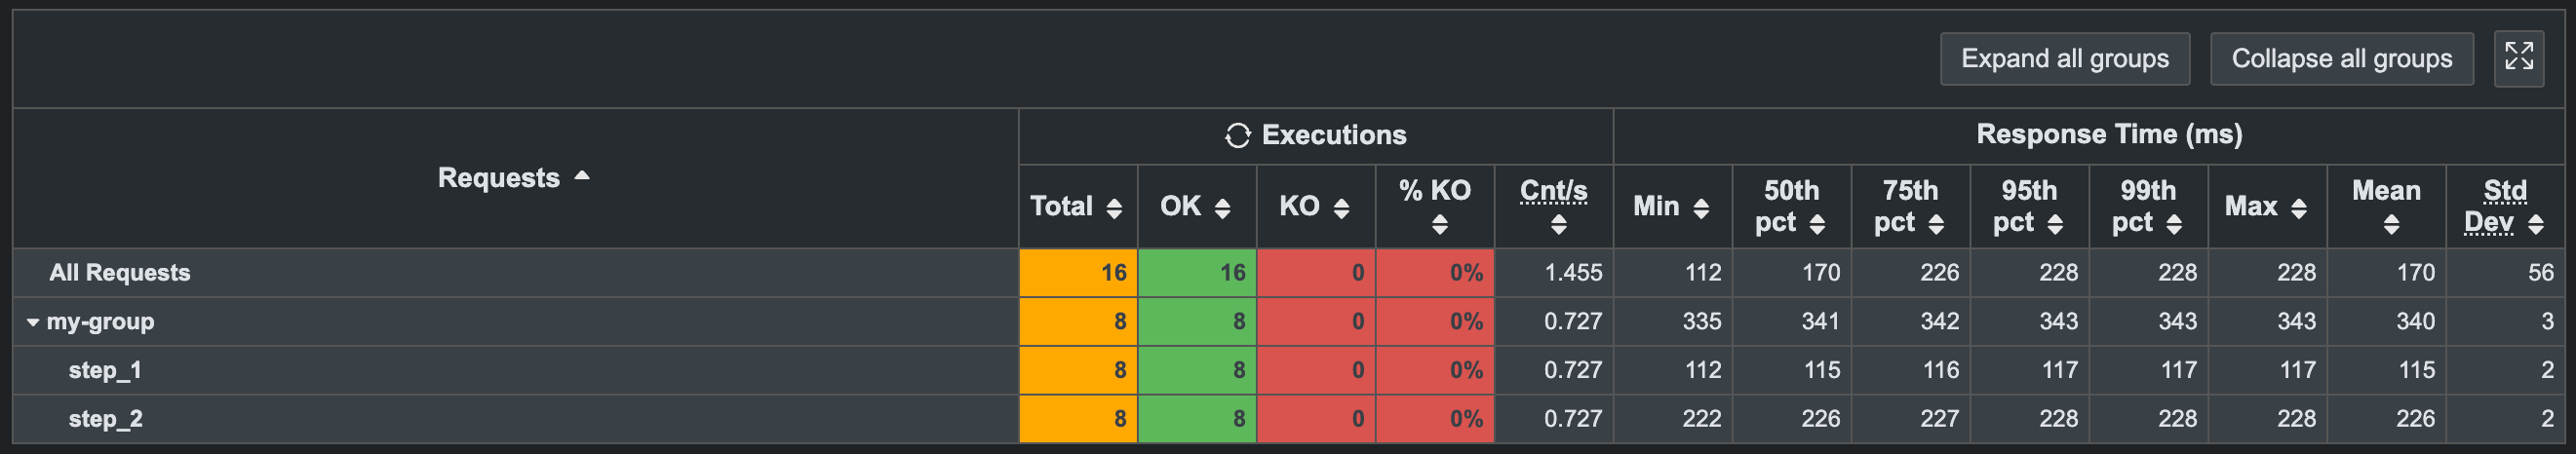 Expand all groups Collapse all groups
Executions Response Time (ms)
Requests
Total OK KO % KO Cnt/s Min 50th pct 75th pct 95th pct 99th pct Max Mean Std Dev
All Requests 16 16 0 0% 1.455 112 170 226 228 228 228 170 56
my-group 8 8 0 0% 0.727 335 341 342 343 343 343 340 3
step_1 8 8 0 0% 0.727 112 115 116 117 117 117 115 2
step_2 8 8 0 0% 0.727 222 226 227 228 228 228 226 2